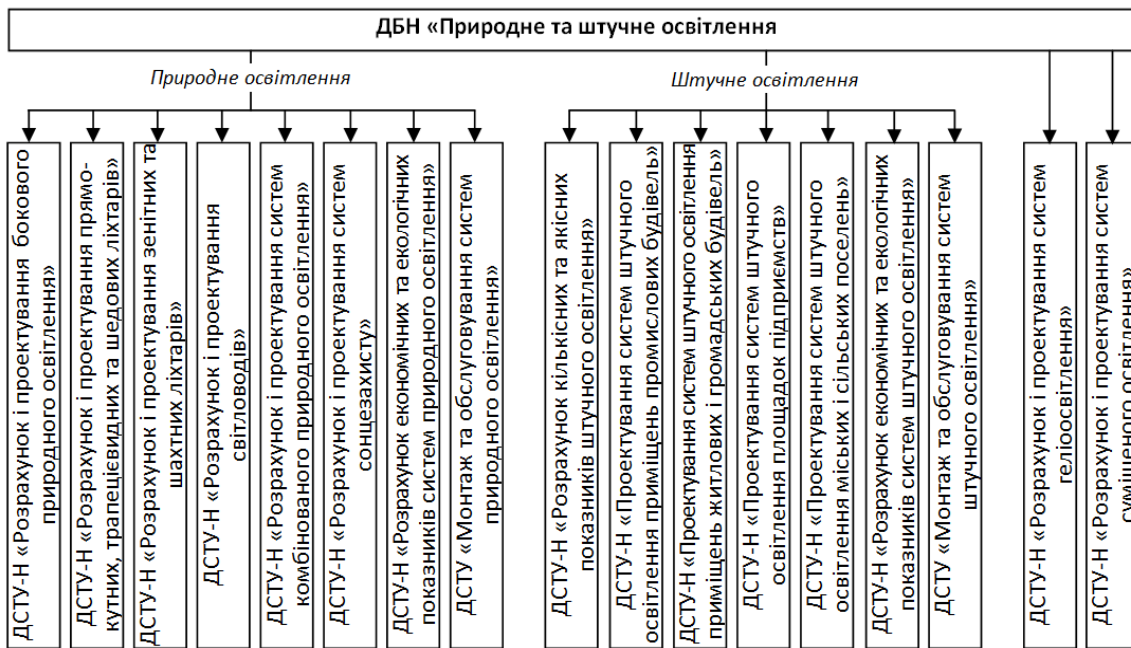 ДБН «Природне та штучне освітлення
Природне освітлення
Штучне освітлення
ДСТУ-Н «Розрахунок і проектування бокового
природного освітлення»
ДСТУ-Н «Розрахунок і проектування прямо-
кутних, трапецієвидних та шедових ліхтарів»
ДСТУ-Н «Розрахунок і проектування зенітних та
шахтних ліхтарів»
ДСТУ-Н «Розрахунок і проектування
світловодів»
ДСТУ-Н «Розрахунок і проектування систем
комбінованого природного освітлення»
ДСТУ-Н «Розрахунок і проектування систем
сонцезахисту»
ДСТУ-Н «Розрахунок економічних та екологічних
показників систем природного освітлення»
ДСТУ «Монтаж та обслуговування систем
природного освітлення»
ДСТУ-Н «Розрахунок кількісних та якісних
показників штучного освітлення»
ДСТУ-Н «Проектування систем штучного
освітлення приміщень промислових будівель»
ДСТУ-Н «Проектування систем штучного освітлення
приміщень житлових і громадських будівель»
ДСТУ-Н «Проектування систем штучного
освітлення площадок підприємств»
ДСТУ-Н «Проектування систем штучного
освітлення міських і сільських поселень»
ДСТУ-Н «Розрахунок економічних та екологічних
показників систем штучного освітлення»
ДСТУ «Монтаж та обслуговування систем
штучного освітлення»
ДСТУ-Н «Розрахунок і проектування систем
геліоосвітлення»
ДСТУ-Н «Розрахунок і проектування систем
суміщеного освітлення»